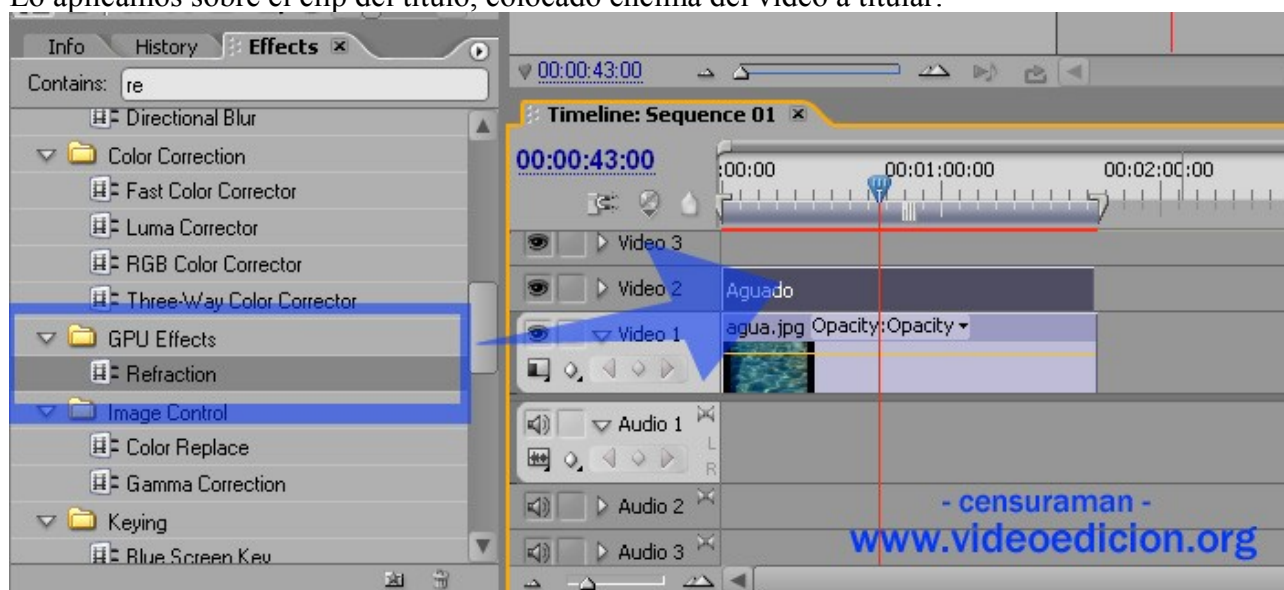 Lo aplicamos sobre el clip del título, colocado encima del video a titular:
Info History Effects
Contains: re
Directional Blur
Color Correction
Fast Color Corrector
Luma Corrector
RGB Color Corrector
Three-Way Color Corrector
GPU Effects
Refraction
Image Control
Color Replace
Gamma Correction
Keying
Blue Screen Key
00:00:43:00
Timeline: Sequence 01
00:00:43:00
:00:00 00:01:00:00 00:02:00:00
Video 3
Video 2
Aguado
Video 1
agua.jpg Opacity:Opacity
Audio 1
L
R
Audio 2
Audio 3
- censuraman -
www.videoedicion.org